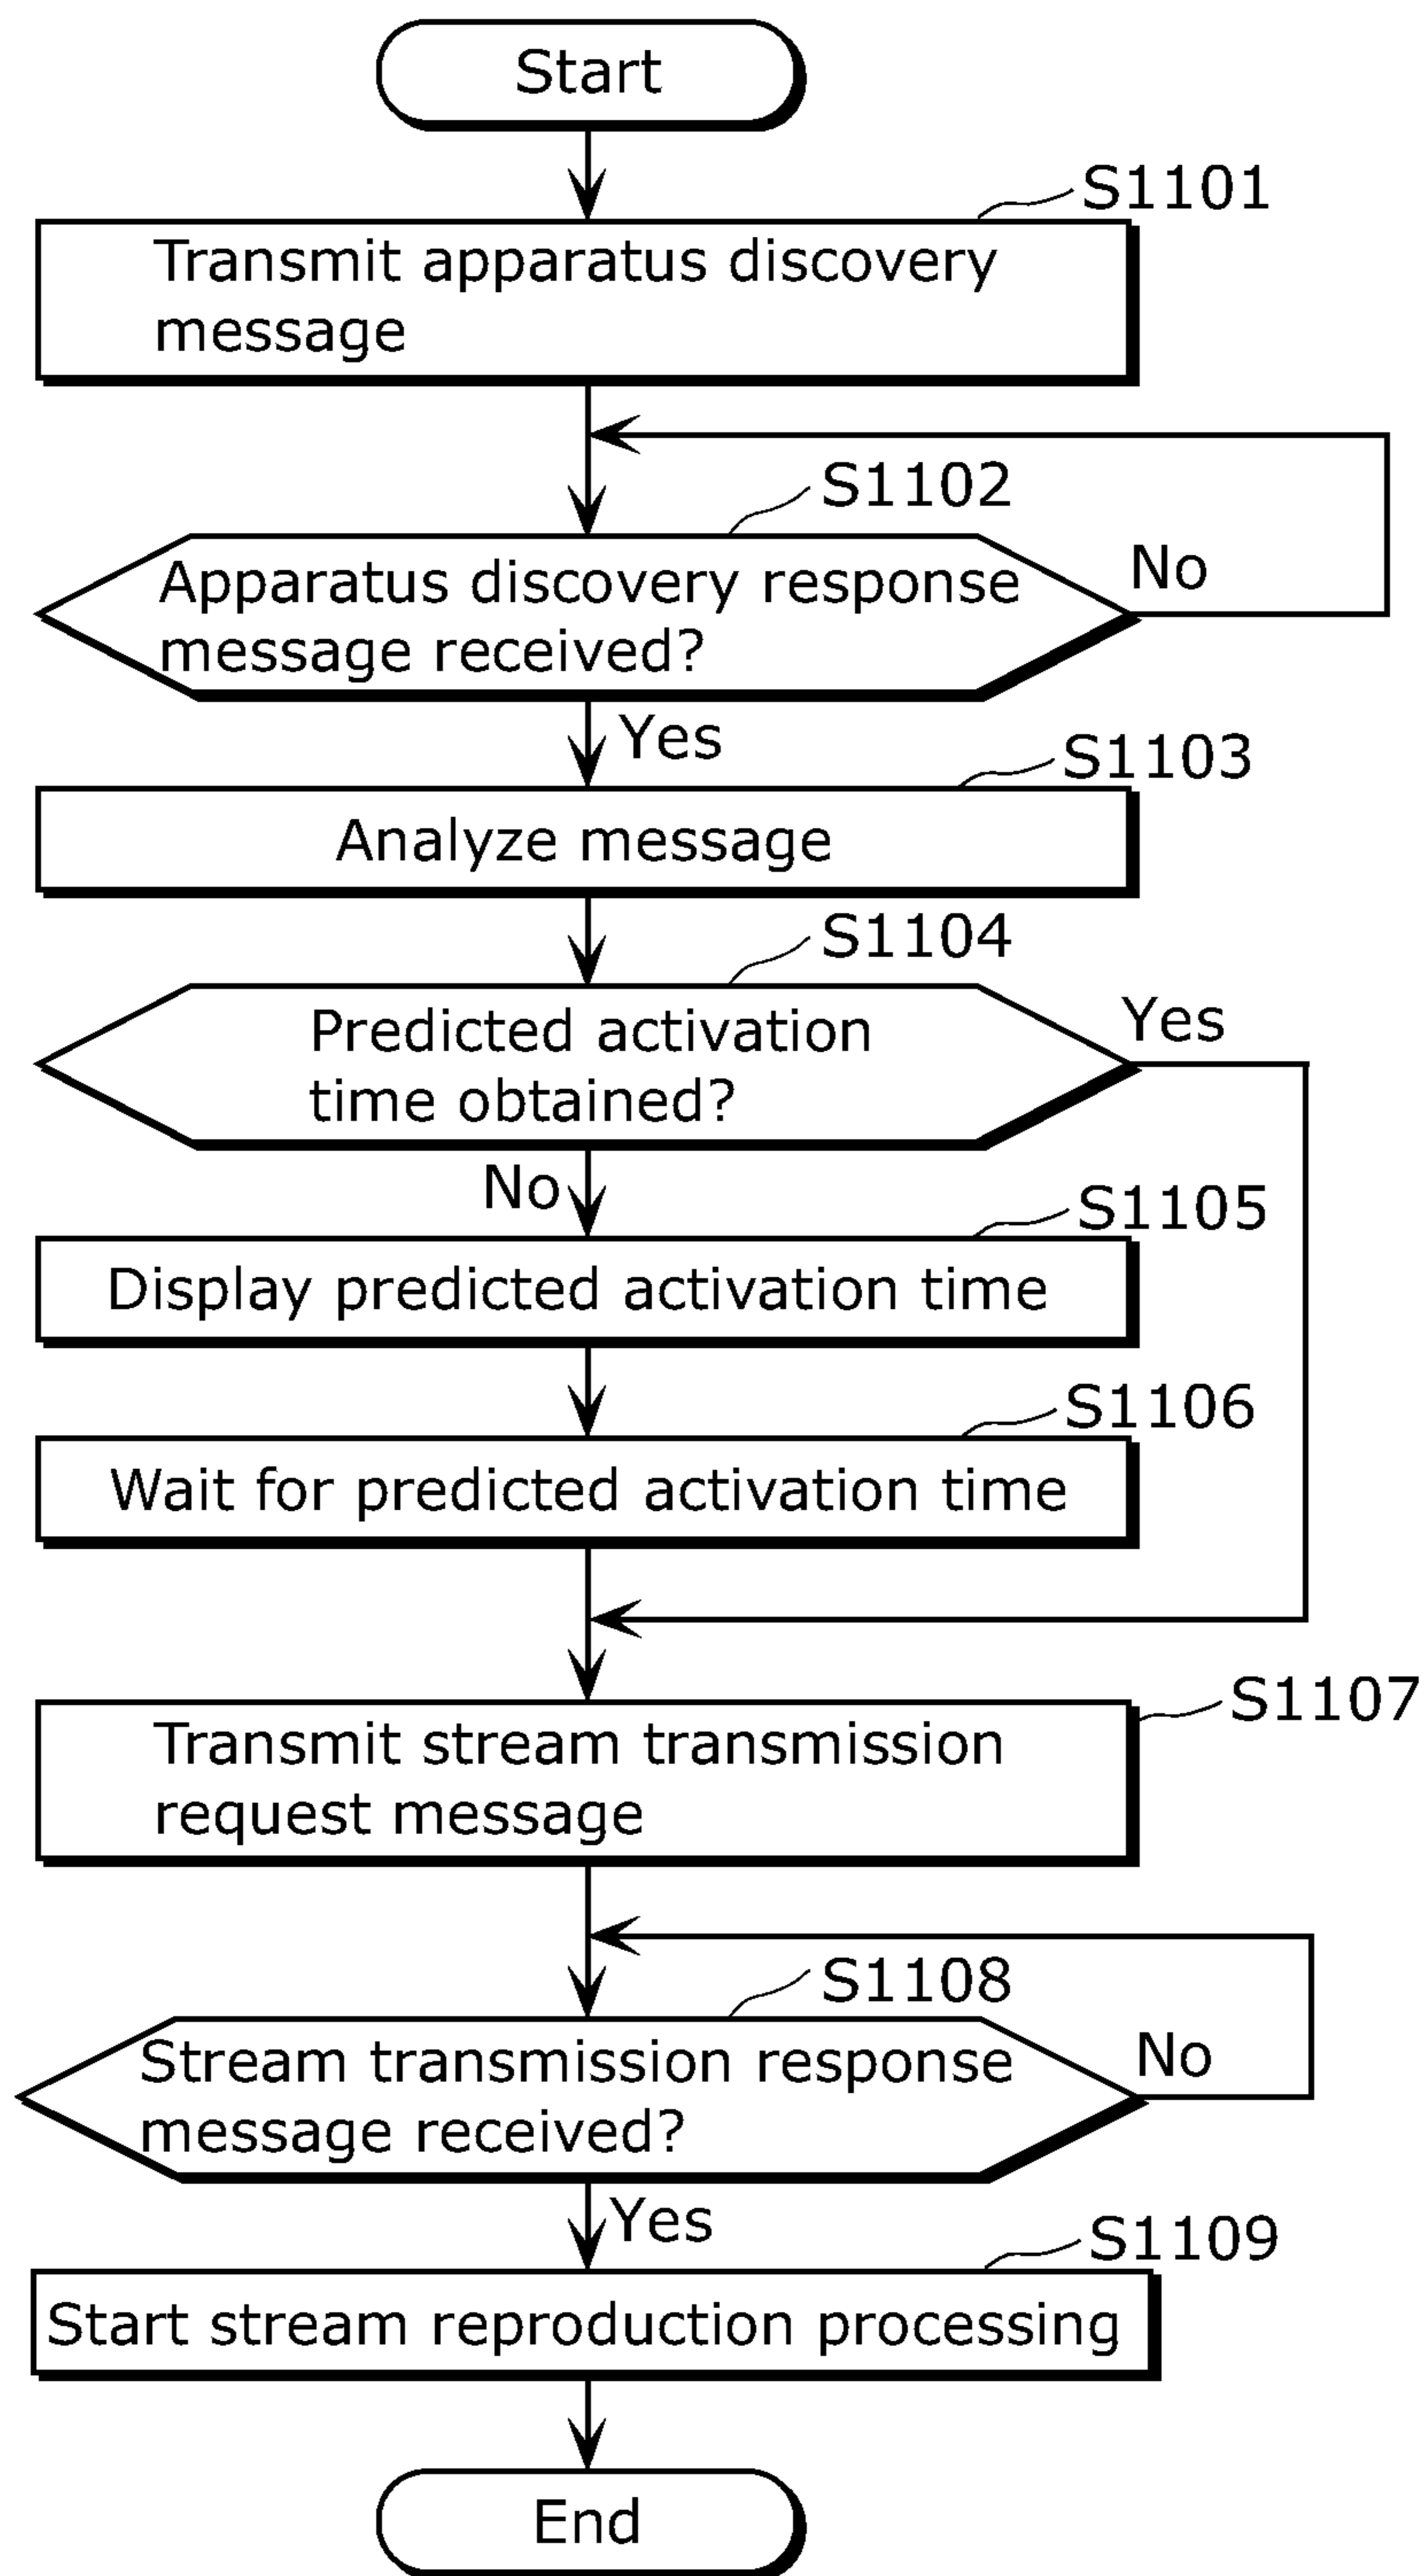 Start
S1101
Transmit apparatus discovery
message
S1102
Apparatus discovery response
message received?
No
Yes
S1103
Analyze message
S1104
Predicted activation
time obtained?
Yes
No
S1105
Display predicted activation time
S1106
Wait for predicted activation time
S1107
Transmit stream transmission
request message
S1108
Stream transmission response
message received?
No
Yes
S1109
Start stream reproduction processing
End